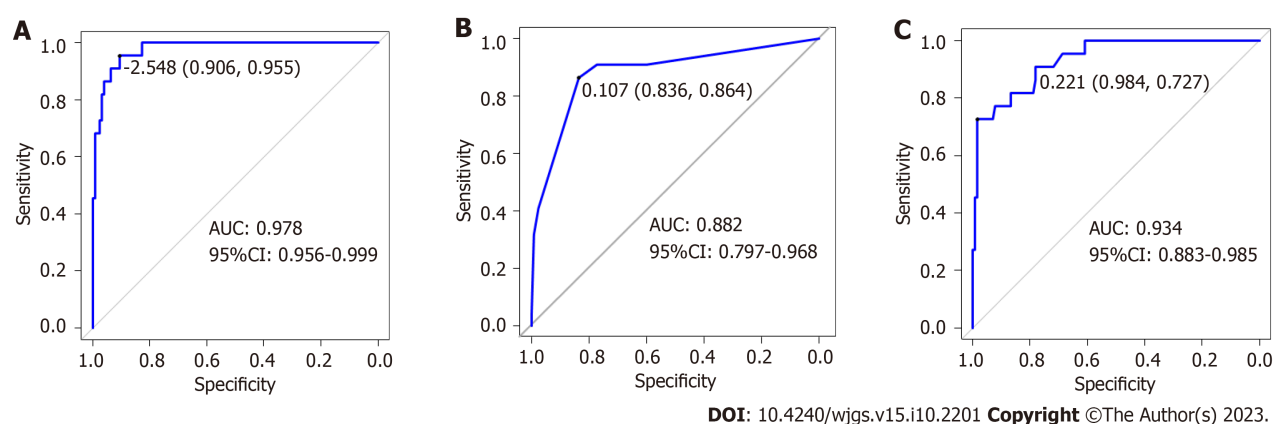 A
1.0
0.8
0.6
0.4
0.2
0.0
Sensitivity
-2.548 (0.906, 0.955)
AUC: 0.978
95%CI: 0.956-0.999
1.0 0.8 0.6 0.4 0.2 0.0
Specificity
B
1.0
0.8
0.6
0.4
0.2
0.0
Sensitivity
0.107 (0.836, 0.864)
AUC: 0.882
95%CI: 0.797-0.968
1.0 0.8 0.6 0.4 0.2 0.0
Specificity
C
1.0
0.8
0.6
0.4
0.2
0.0
Sensitivity
0.221 (0.984, 0.727)
AUC: 0.934
95%CI: 0.883-0.985
1.0 0.8 0.6 0.4 0.2 0.0
Specificity
DOI: 10.4240/wjgs.v15.i10.2201 Copyright ©The Author(s) 2023.